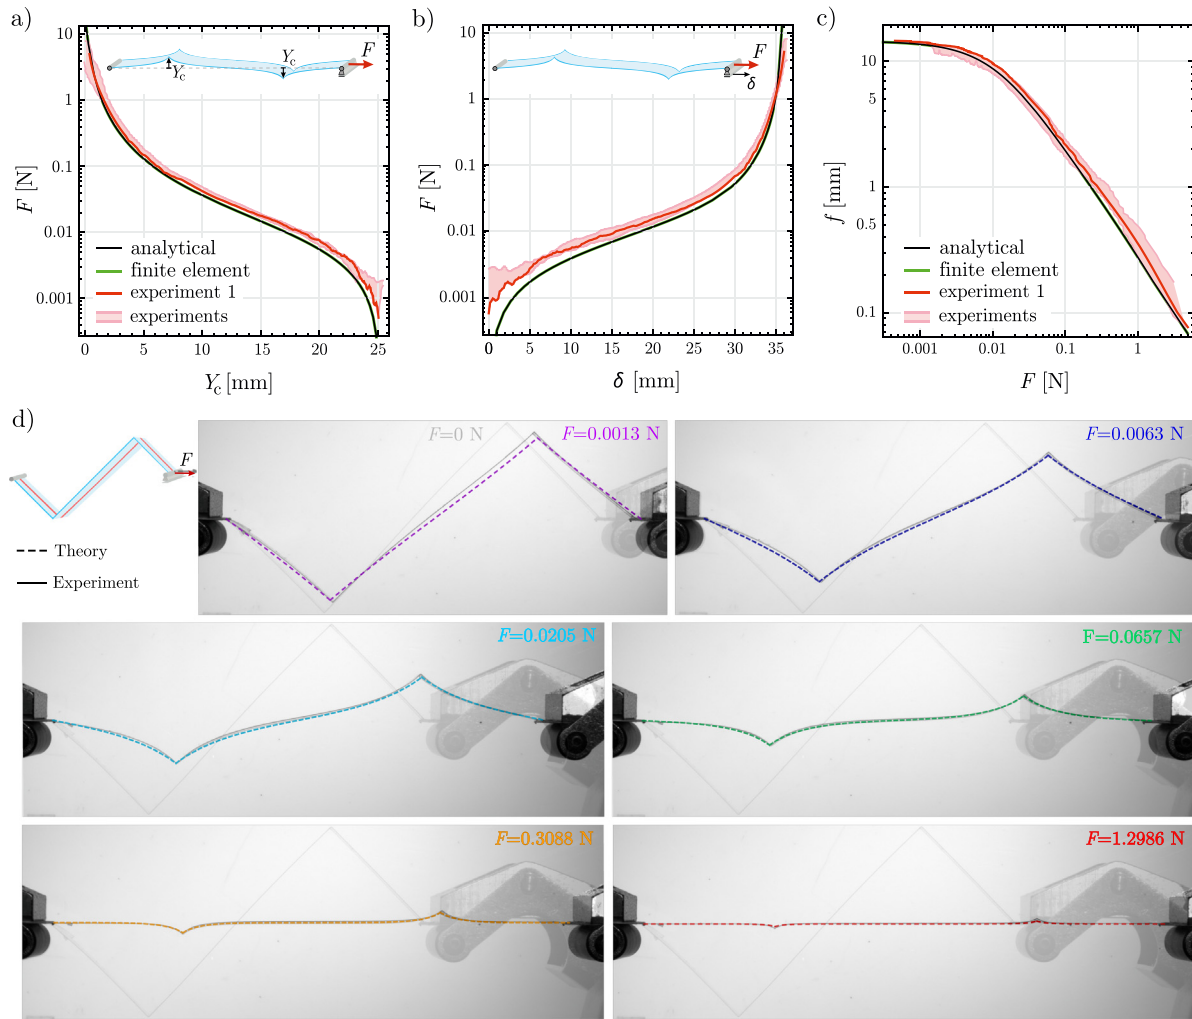 a)
10
1
0.1
0.01
0.001
F [N]
Y_c
Y_c
F
analytical
finite element
experiment 1
experiments
0
5
10
15
20
25
Y_c [mm]
b)
10
1
0.1
0.01
0.001
F [N]
F
δ
0
5
10
15
20
25
30
35
δ [mm]
c)
10
5
1
0.5
0.1
f [mm]
analytical
finite element
experiment 1
experiments
0.001
0.01
0.1
1
F [N]
d)
F
Theory
Experiment
F=0 N
F=0.0013 N
F=0.0063 N
F=0.0205 N
F=0.0657 N
F=0.3088 N
F=1.2986 N